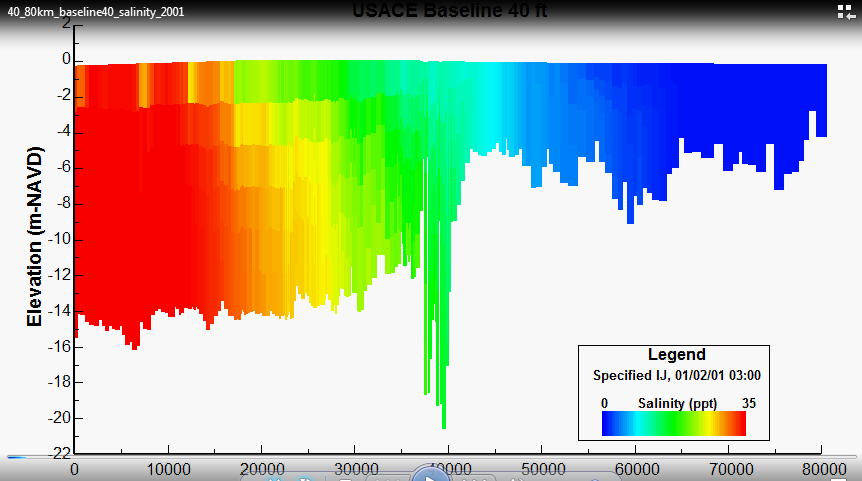 40_80km_baseline40_salinity_2001
USACE Baseline 40 ft
2
0
-2
-4
-6
-8
-10
-12
-14
-16
-18
-20
-22
Elevation (m-NAVD)
Legend
Specified IJ, 01/02/01 03:00
0 Salinity (ppt) 35
0 10000 20000 30000 40000 50000 60000 70000 80000